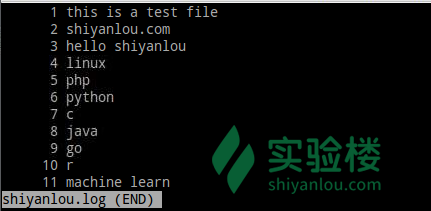 1 this is a test file
2 shiyanlou.com
3 hello shiyanlou
4 linux
5 php
6 python
7 c
8 java
9 go
10 r
11 machine learn
shiyanlou.log (END)
实验楼
shiyanlou.com